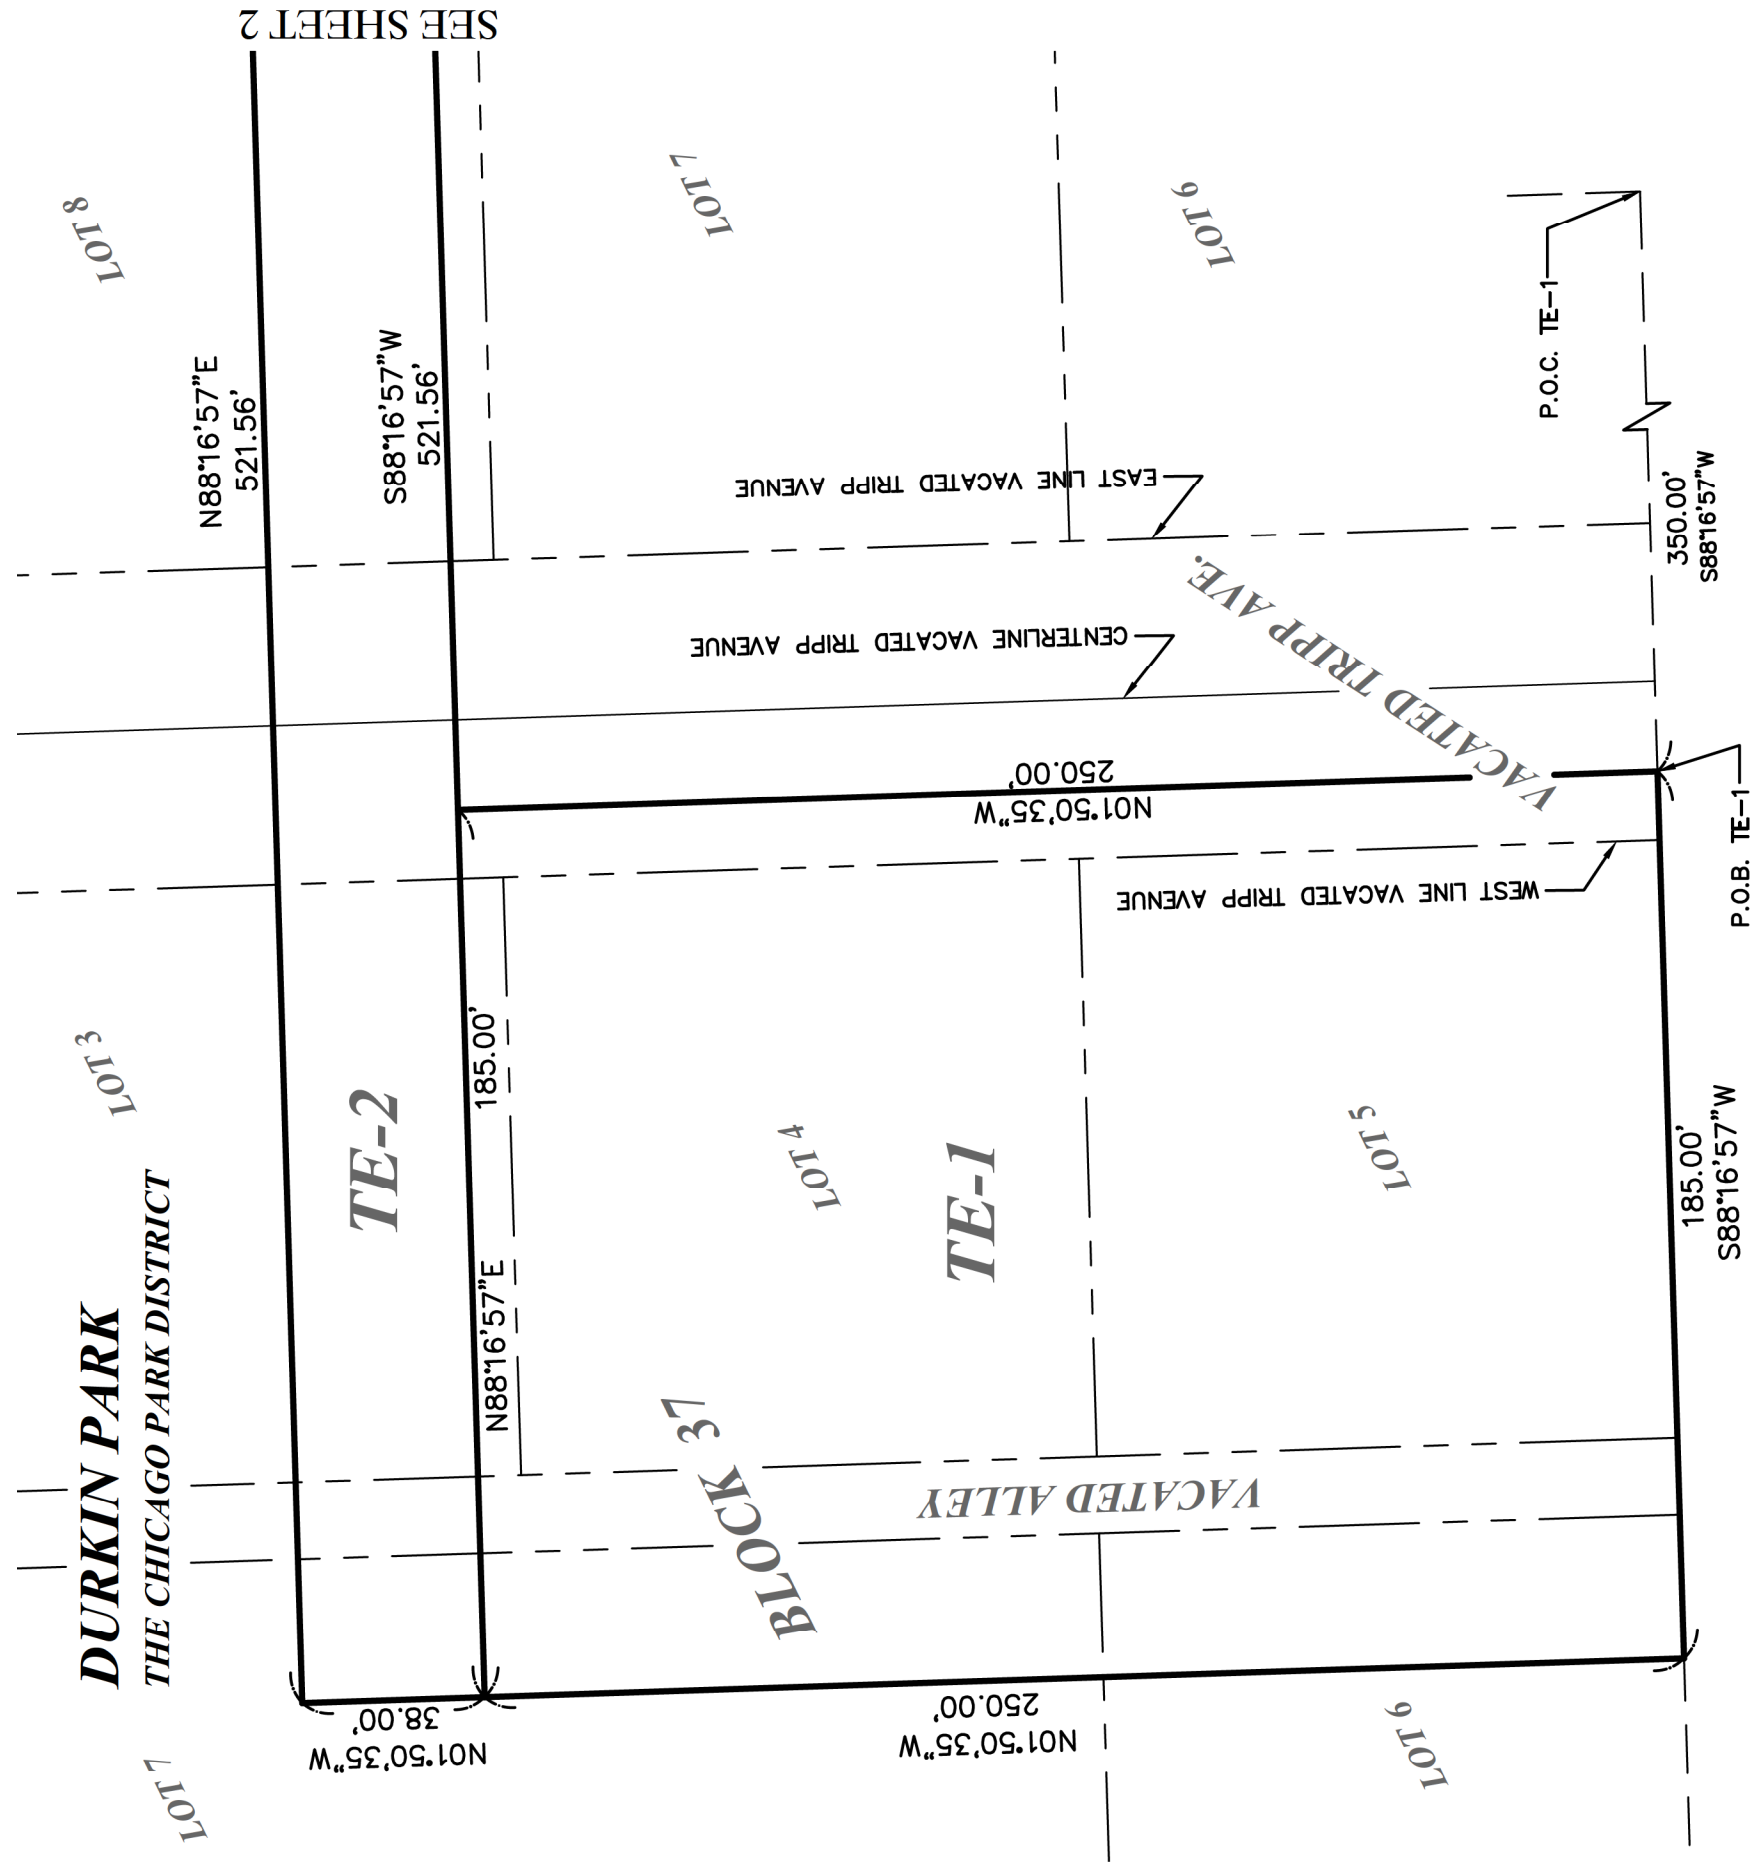 SEE SHEET 2
DURKIN PARK
THE CHICAGO PARK DISTRICT
LOT 7
LOT 3
LOT 8
N01°50'35"W
38.00'
TE-2
N88°16'57"E
521.56'
S88°16'57"W
521.56'
N88°16'57"E
185.00'
BLOCK 37
LOT 4
LOT 7
N01°50'35"W
250.00'
VACATED ALLEY
TE-1
N01°50'35"W
250.00'
CENTERLINE VACATED TRIPP AVENUE
EAST LINE VACATED TRIPP AVENUE
WEST LINE VACATED TRIPP AVENUE
VACATED TRIPP AVE.
LOT 6
LOT 5
LOT 6
P.O.C. TE-1
185.00'
S88°16'57"W
350.00'
S88°16'57"W
P.O.B. TE-1